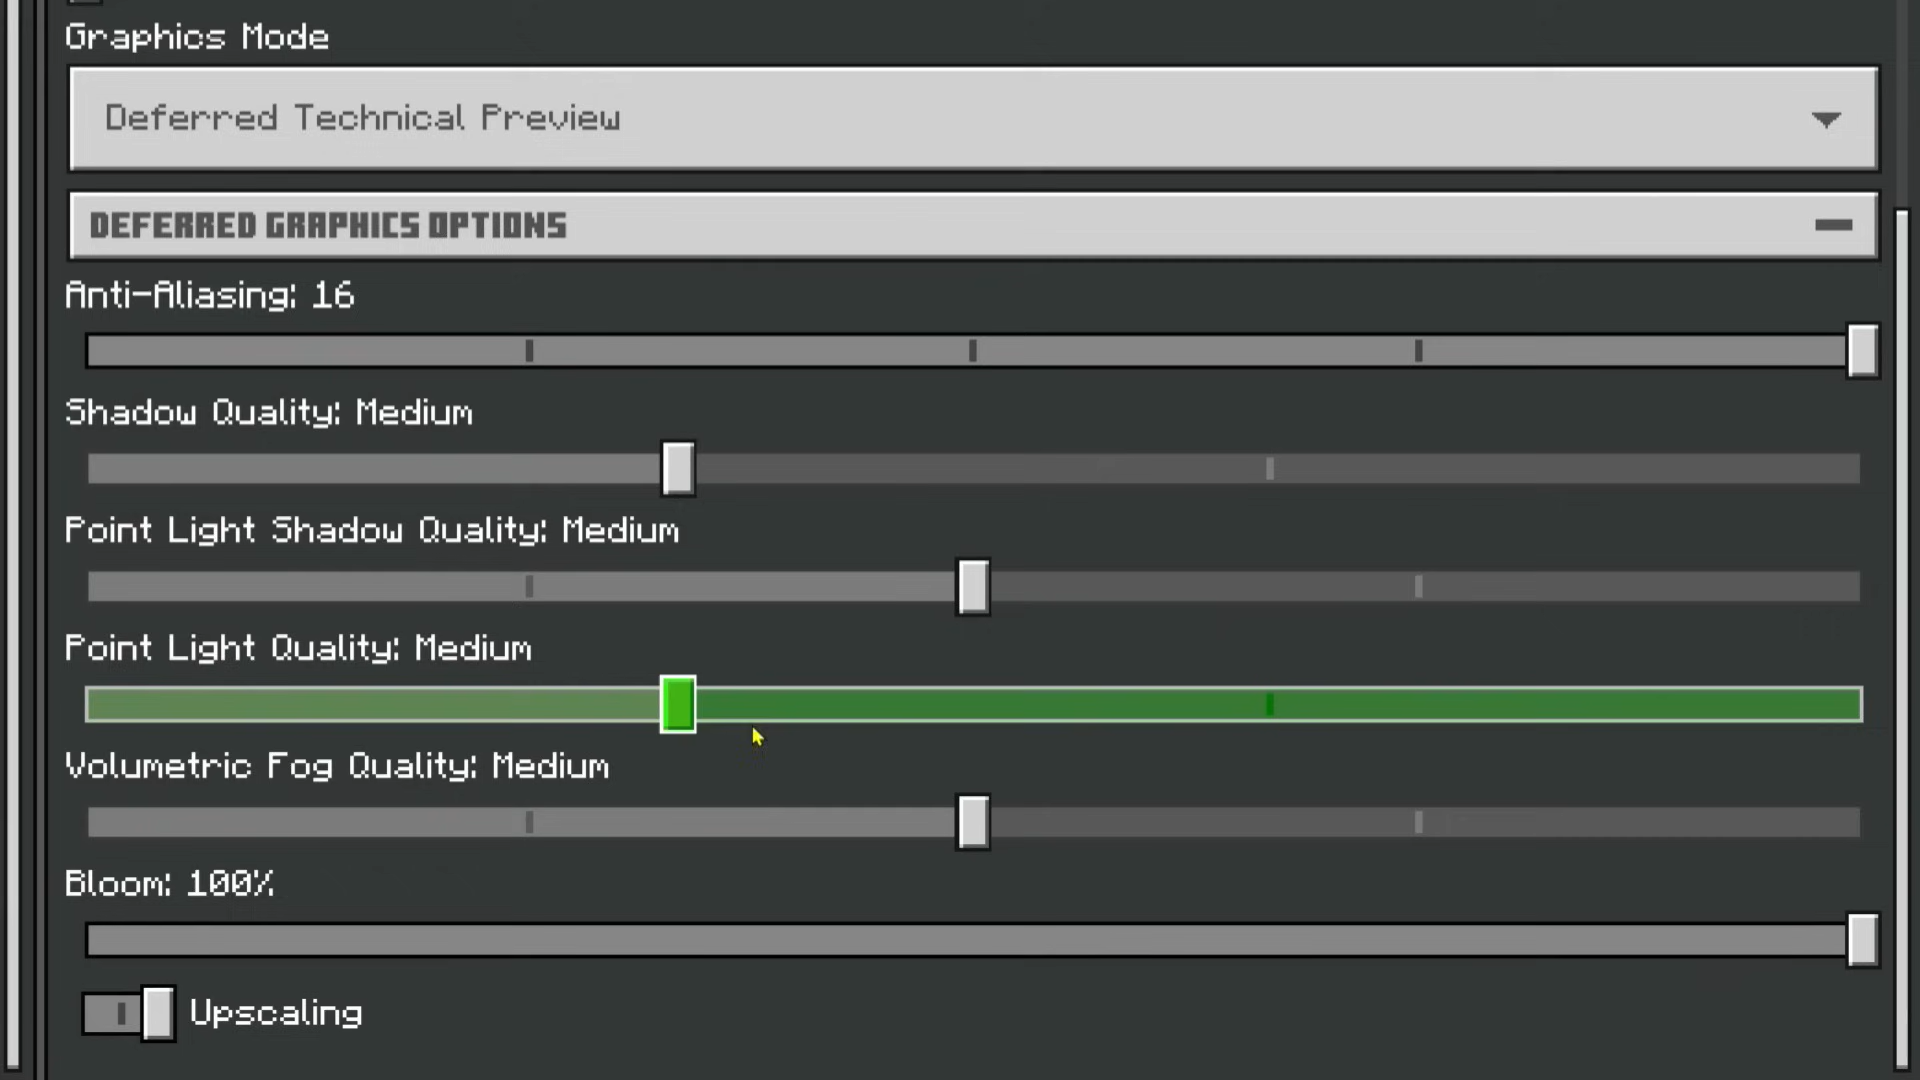 Graphics Mode
Deferred Technical Preview
DEFERRED GRAPHICS OPTIONS
Anti-Aliasing: 16
Shadow Quality: Medium
Point Light Shadow Quality: Medium
Point Light Quality: Medium
Volumetric Fog Quality: Medium
Bloom: 100%
Upscaling